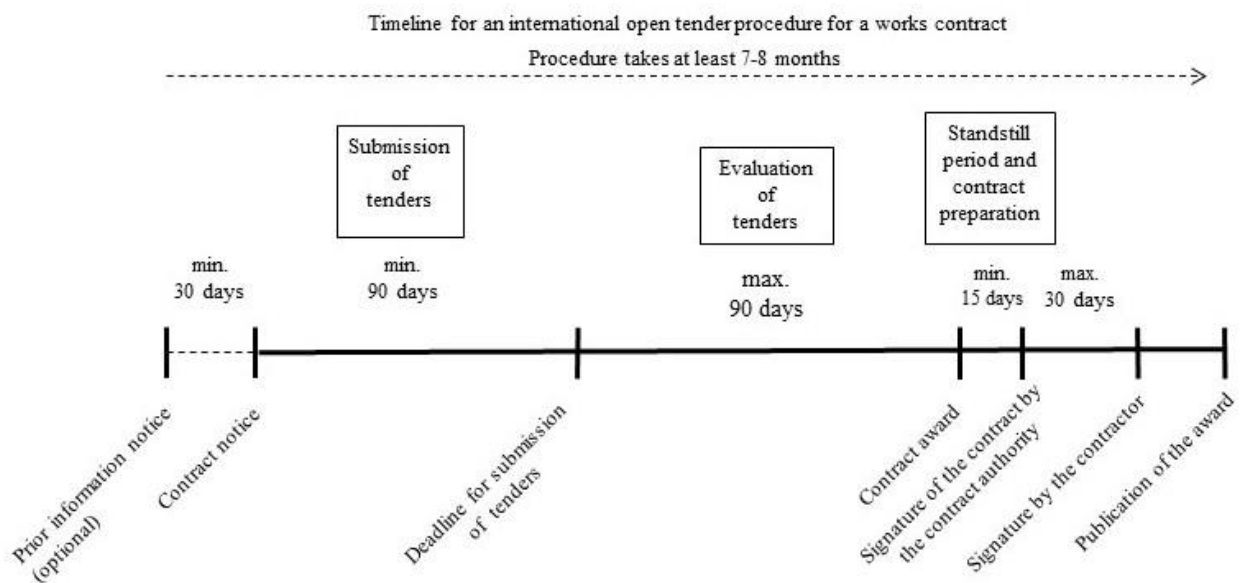 Timeline for an international open tender procedure for a works contract
Procedure takes at least 7-8 months
Submission
of
tenders
Evaluation
of
tenders
Standstill
period and
contract
preparation
min.
30 days
min.
90 days
max.
90 days
min.
15 days
max.
30 days
Prior information notice
(optional)
Contract notice
Deadline for submission
of tenders
Contract award
Signature of the contract by
the contract authority
Signature by the contractor
Publication of the award